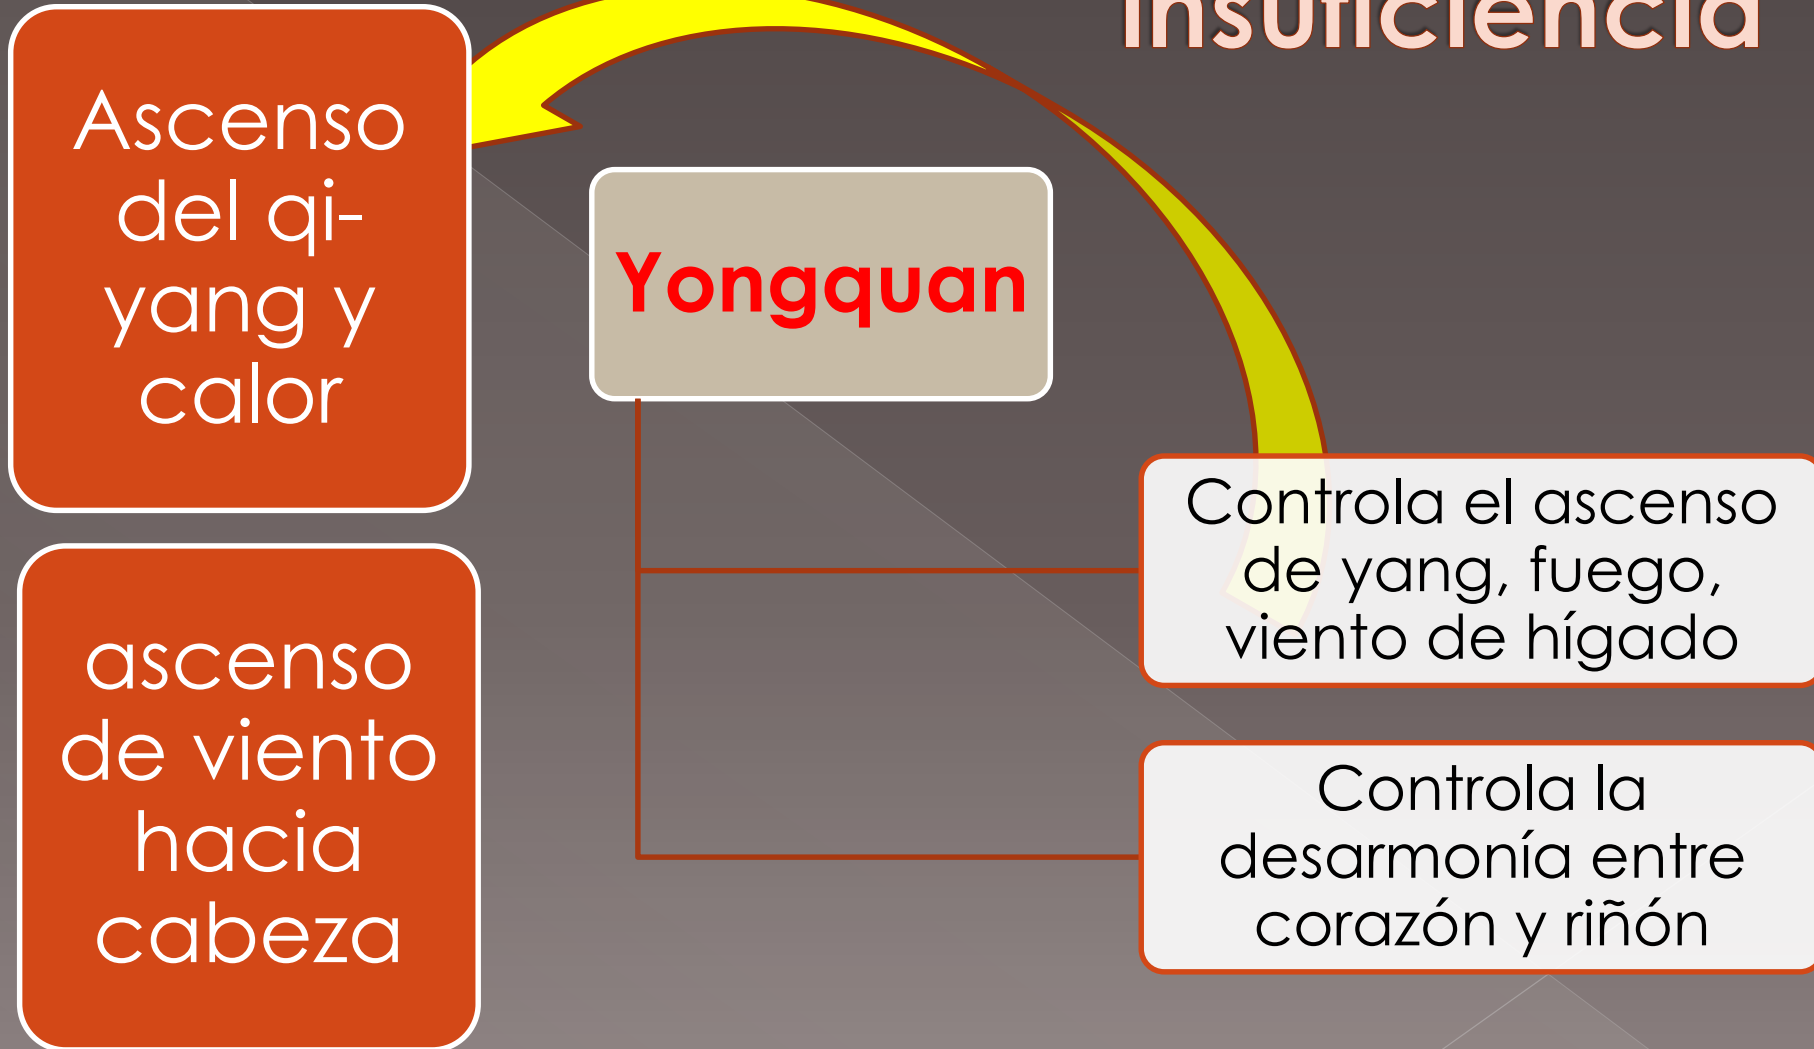 Insuficiencia
Ascenso
del qi-
yang y
calor
Yongquan
Controla el ascenso
de yang, fuego,
viento de hígado
ascenso
de viento
hacia
cabeza
Controla la
desarmonía entre
corazón y riñón